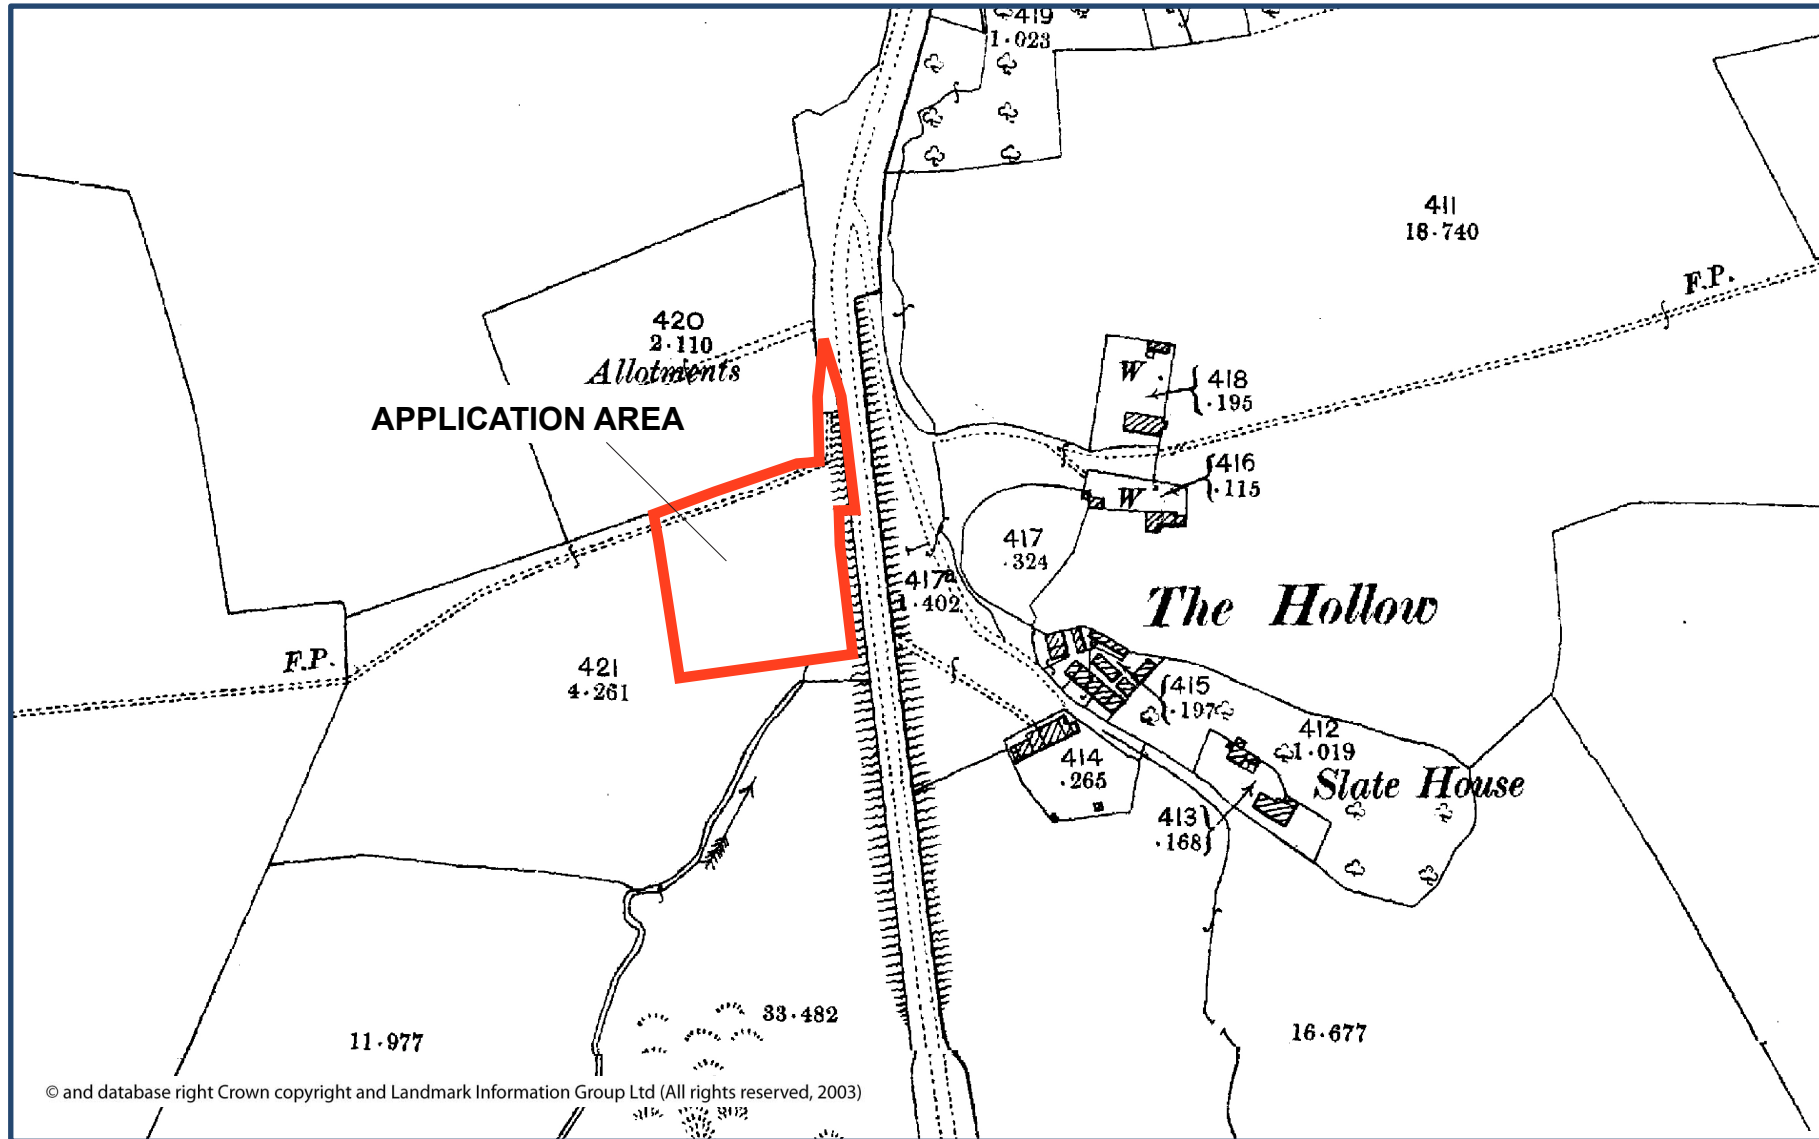 419
1·023
411
18·740
F.P.
420
2·110
Allotments
APPLICATION AREA
W
418
·195
416
·115
W
417
·324
417a
1·402
The Hollow
F.P.
421
4·261
415
·197
412
1·019
414
·265
Slate House
413
·168
33·482
11·977
16·677
© and database right Crown copyright and Landmark Information Group Ltd (All rights reserved, 2003)